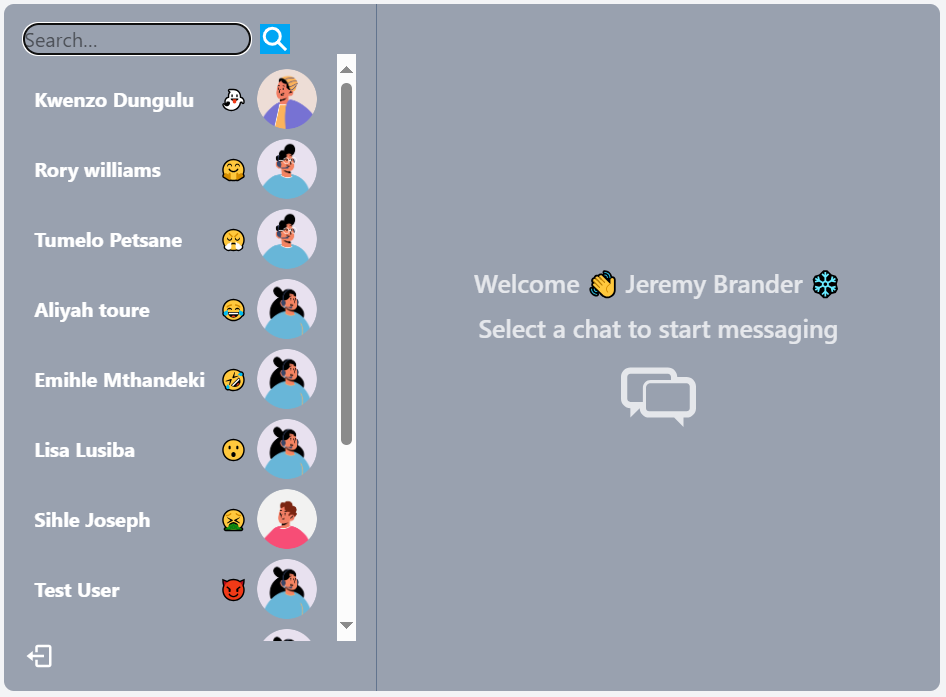 Search...
Kwenzo Dungulu 👻
Rory williams 🤗
Tumelo Petsane 😤
Aliyah toure 😂
Emihle Mthandeki 🤣
Lisa Lusiba 😮
Sihle Joseph 🤮
Test User 😈
Welcome 👋 Jeremy Brander ❄️
Select a chat to start messaging